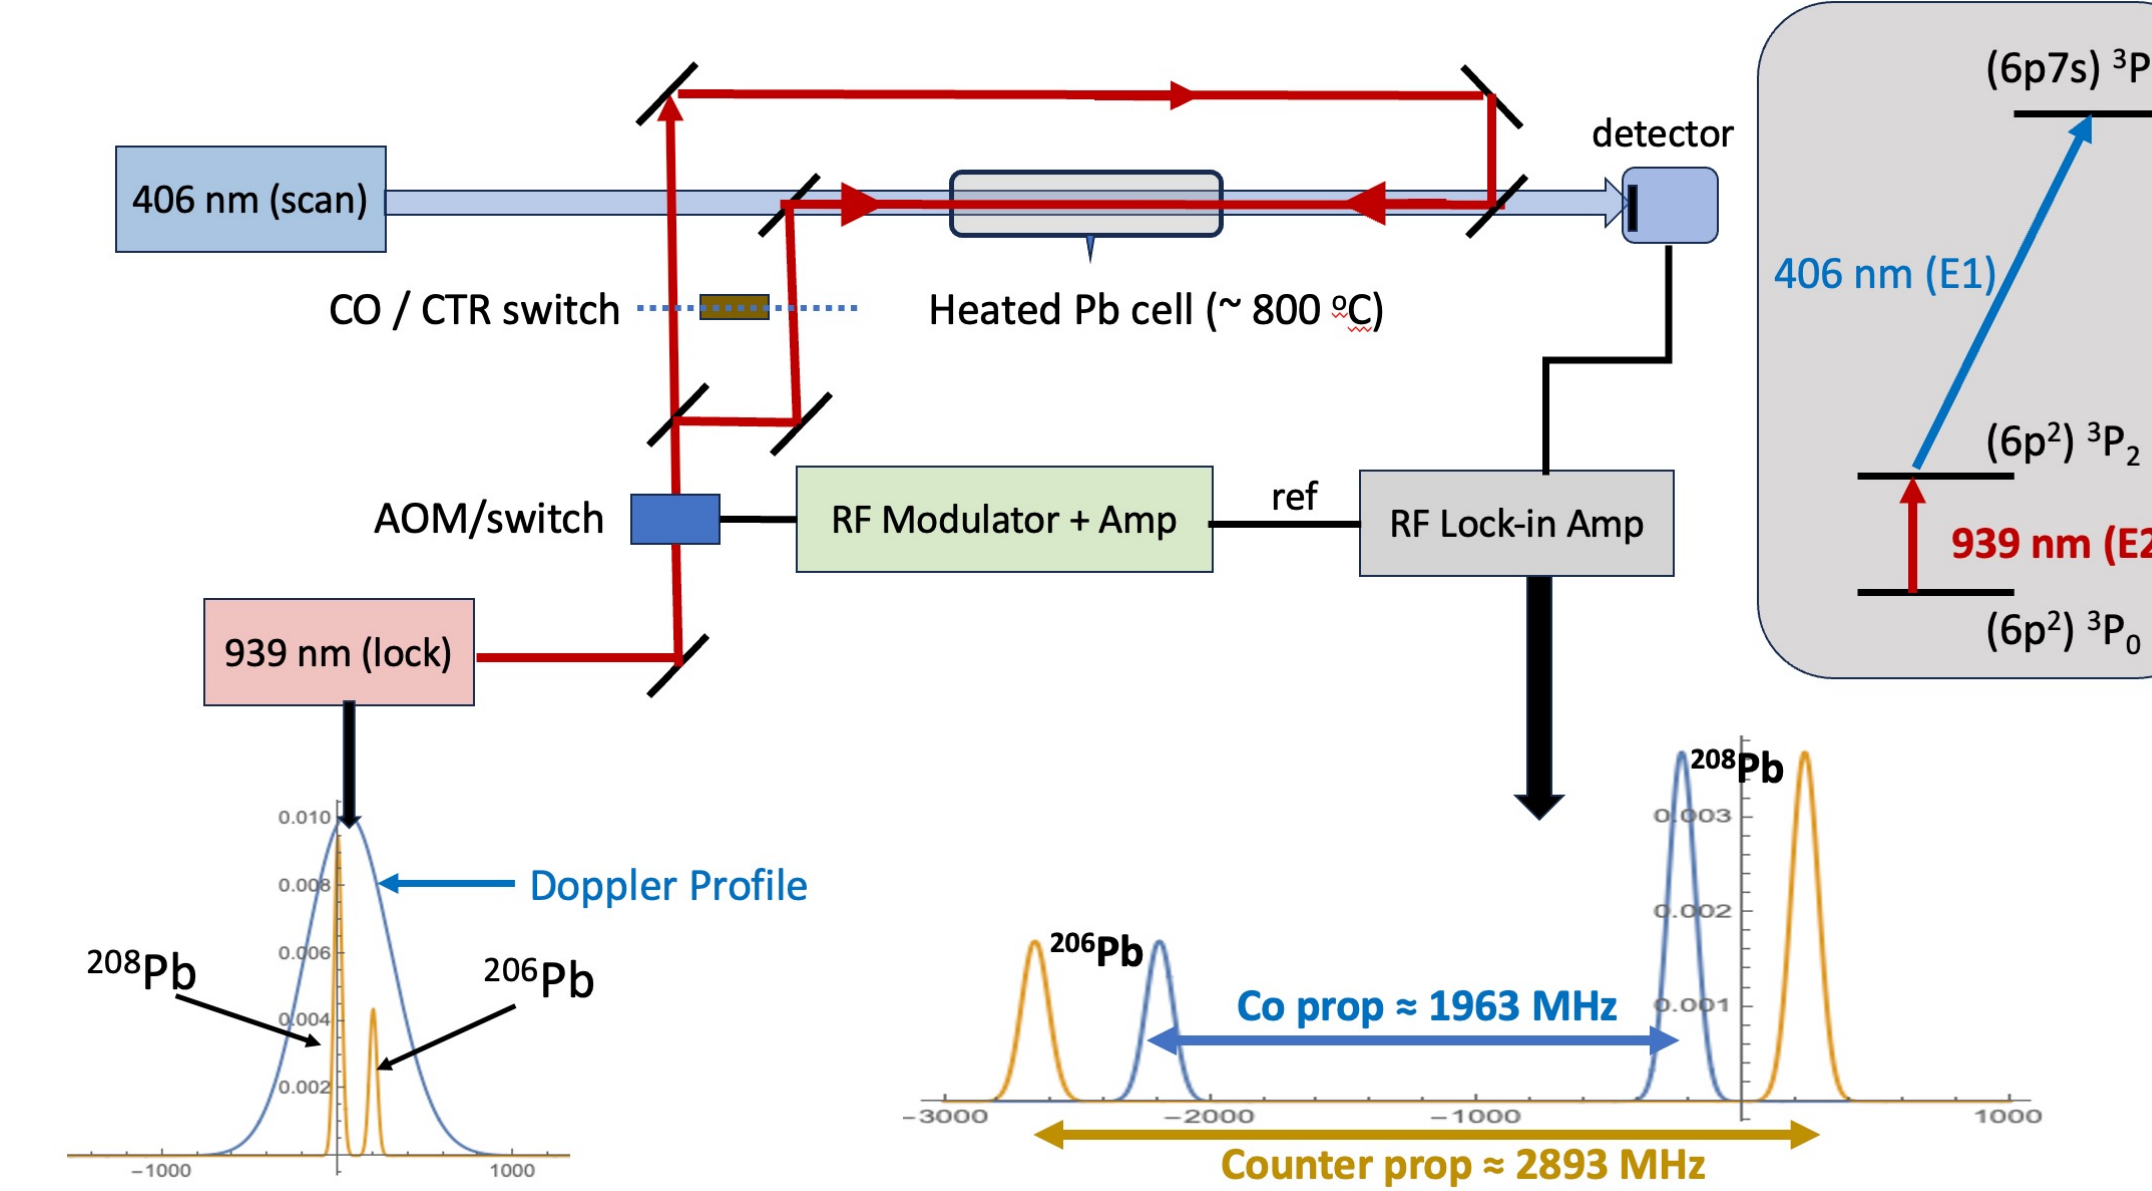 (6p7s) ³P
detector
406 nm (scan)
406 nm (E1)
CO / CTR switch
Heated Pb cell (~ 800 ºC)
(6p²) ³P₂
AOM/switch
RF Modulator + Amp
ref
RF Lock-in Amp
939 nm (E2
(6p²) ³P₀
939 nm (lock)
²⁰⁸Pb
0.003
0.002
0.001
²⁰⁶Pb
Co prop ≈ 1963 MHz
−3000
−2000
−1000
1000
Counter prop ≈ 2893 MHz
0.010
0.008
0.006
0.004
0.002
Doppler Profile
²⁰⁸Pb
²⁰⁶Pb
−1000
1000